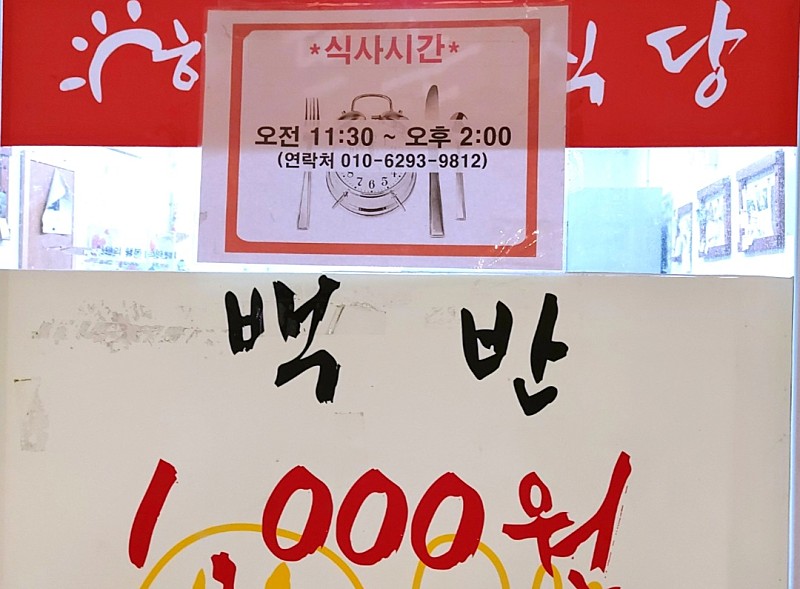 식당
*식사시간*
오전 11:30 ~ 오후 2:00
(연락처 010-6293-9812)
백반
1,000원